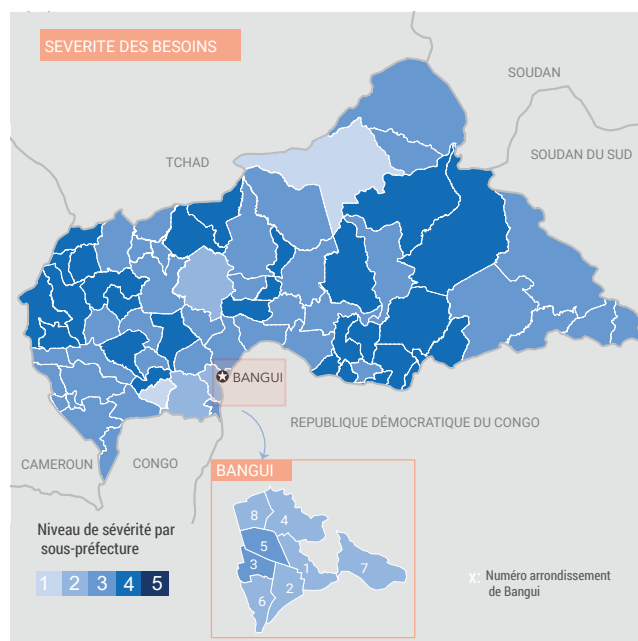 SEVERITE DES BESOINS
SOUDAN
TCHAD
SOUDAN DU SUD
BANGUI
REPUBLIQUE DÉMOCRATIQUE DU CONGO
CAMEROUN
CONGO
BANGUI
8
4
5
3
1
7
6
2
Niveau de sévérité par
sous-préfecture
1 2 3 4 5
x: Numéro arrondissement
de Bangui